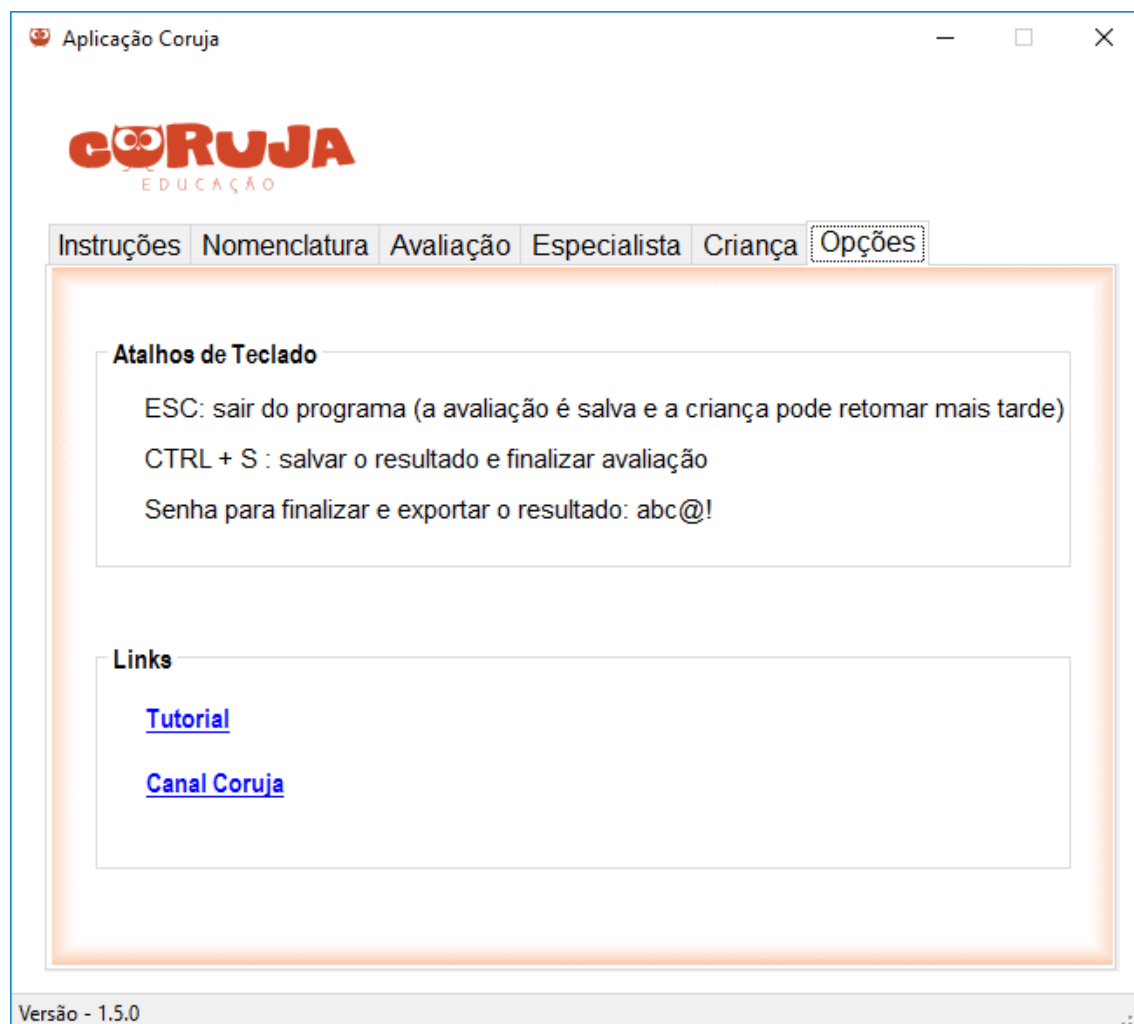 Aplicação Coruja
CORUJA
EDUCAÇÃO
Instruções Nomenclatura Avaliação Especialista Criança Opções
Atalhos de Teclado
ESC: sair do programa (a avaliação é salva e a criança pode retomar mais tarde)
CTRL + S : salvar o resultado e finalizar avaliação
Senha para finalizar e exportar o resultado: abc@!
Links
Tutorial
Canal Coruja
Versão - 1.5.0